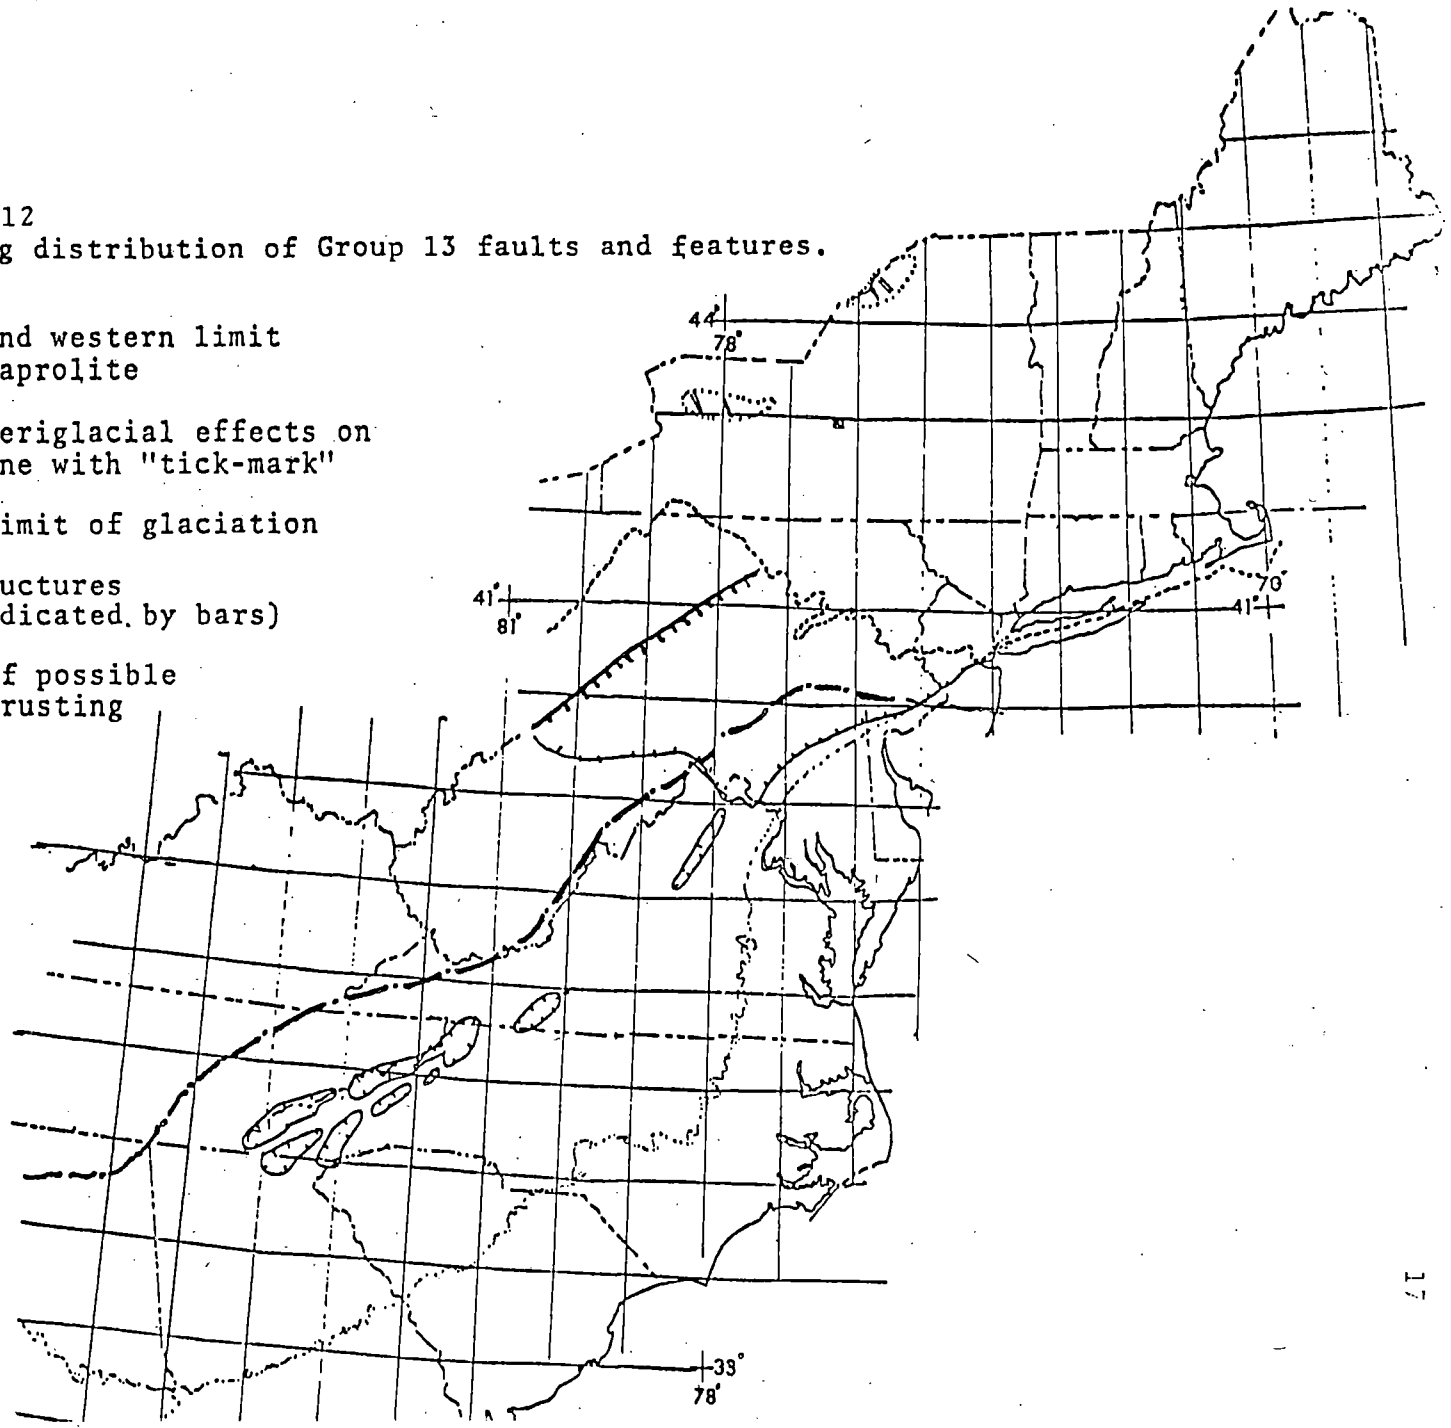 12
g distribution of Group 13 faults and features.
nd western limit
aprolite
eriglacial effects on
ne with "tick-mark"
imit of glaciation
uctures
dicated by bars)
f possible
rusting
44°
78°
41°
81°
70°
41°
33°
78°
17